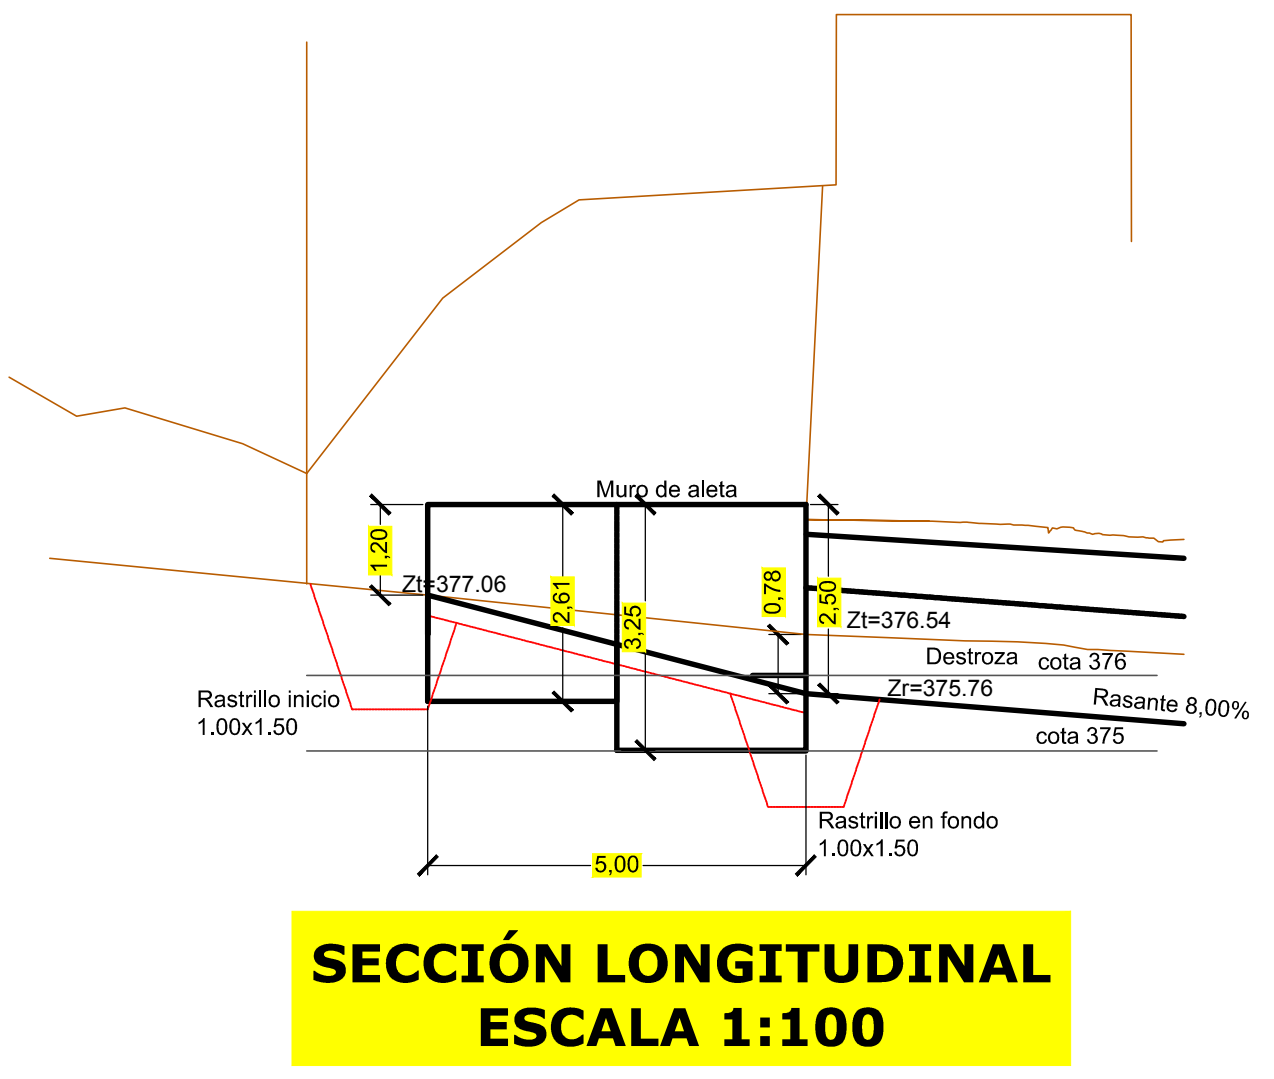 Muro de aleta
1,20
Zt=377.06
2,61
3,25
0,78
2,50
Zt=376.54
Destroza
cota 376
Zr=375.76
Rasante 8,00%
Rastrillo inicio
1.00x1.50
cota 375
Rastrillo en fondo
1.00x1.50
5,00
SECCIÓN LONGITUDINAL
ESCALA 1:100